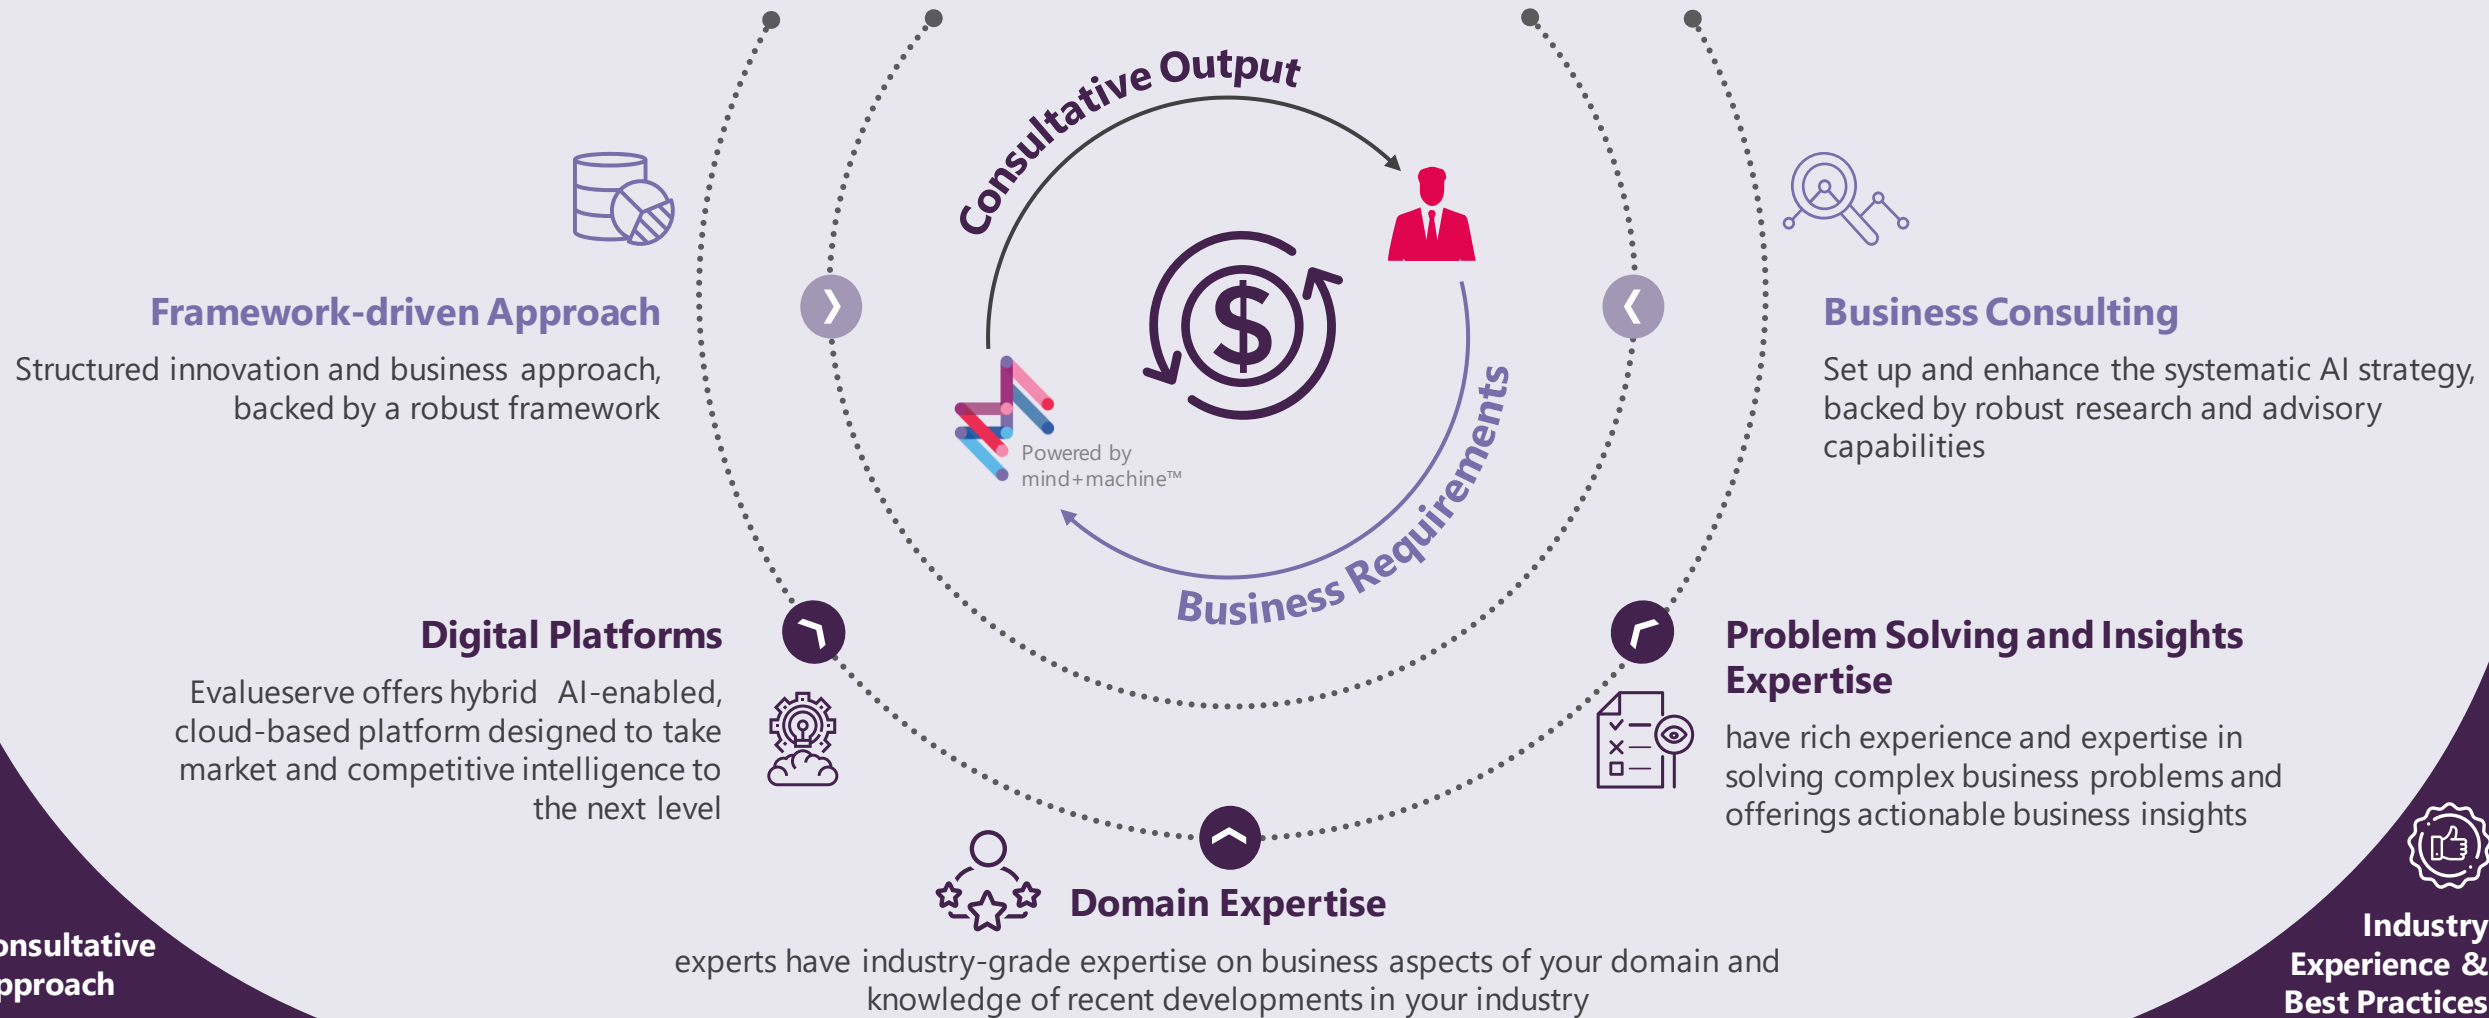 Consultative Output
Framework-driven Approach
Structured innovation and business approach,
backed by a robust framework
Business Consulting
Set up and enhance the systematic AI strategy,
backed by robust research and advisory
capabilities
Powered by
mind+machine™
Business Requirements
Digital Platforms
Evalueserve offers hybrid AI-enabled,
cloud-based platform designed to take
market and competitive intelligence to
the next level
Problem Solving and Insights
Expertise
have rich experience and expertise in
solving complex business problems and
offerings actionable business insights
Domain Expertise
experts have industry-grade expertise on business aspects of your domain and
knowledge of recent developments in your industry
onsultative
pproach
Industry
Experience &
Best Practices